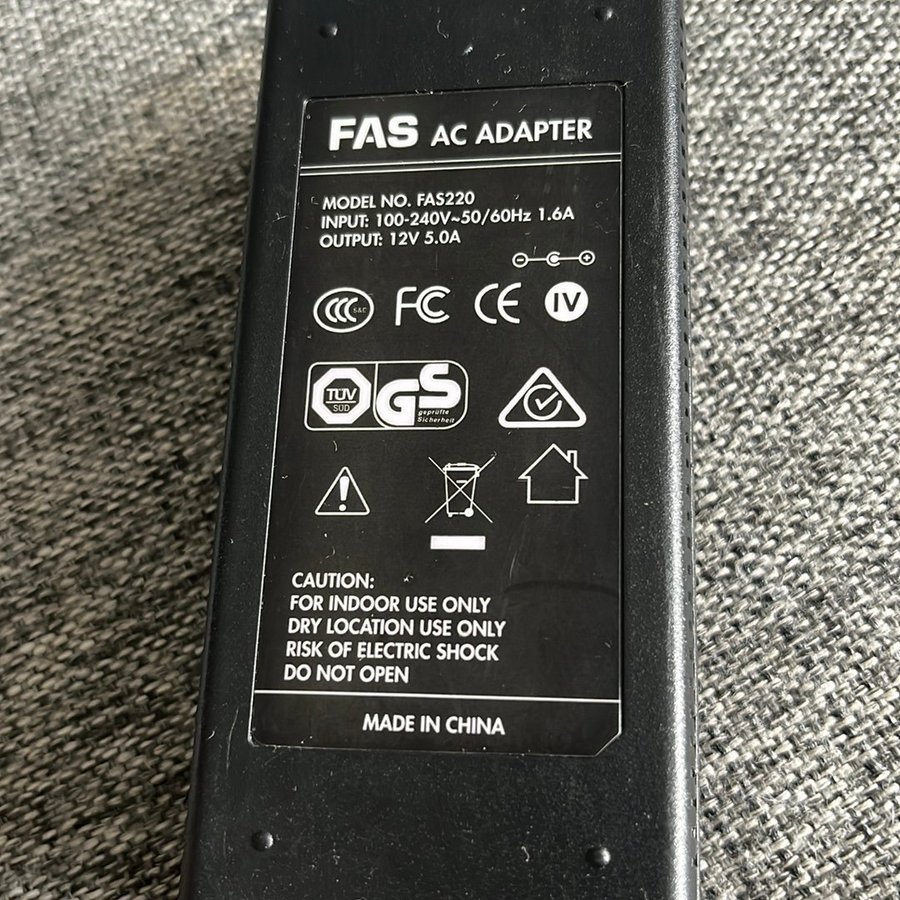 FAS AC ADAPTER
MODEL NO. FAS220
INPUT: 100-240V~50/60Hz 1.6A
OUTPUT: 12V 5.0A
CCC S&E FC CE IV
TÜV SÜD GS geprüfte Sicherheit
CAUTION:
FOR INDOOR USE ONLY
DRY LOCATION USE ONLY
RISK OF ELECTRIC SHOCK
DO NOT OPEN
MADE IN CHINA